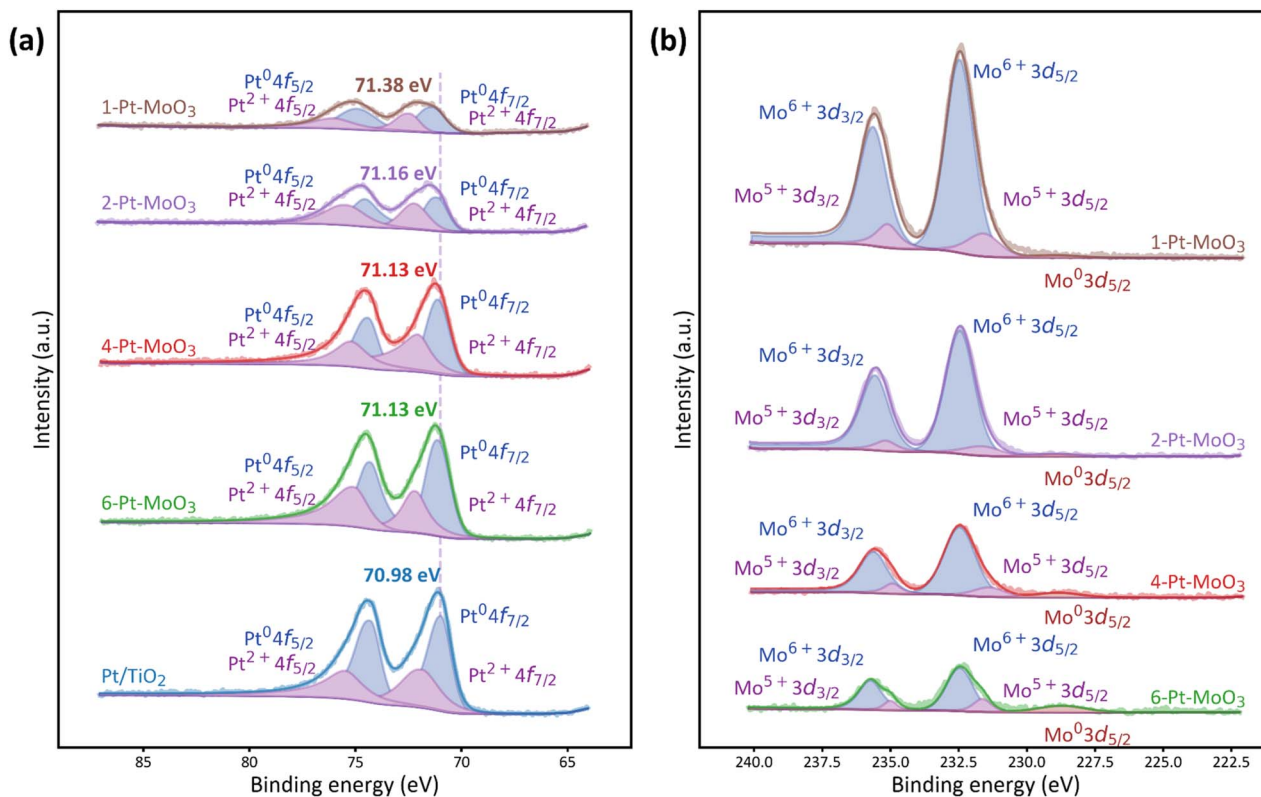 (a)
Intensity (a.u.)
1-Pt-MoO₃
Pt⁰4f₅/₂
Pt²⁺4f₅/₂
71.38 eV
Pt⁰4f₇/₂
Pt²⁺4f₇/₂
2-Pt-MoO₃
Pt⁰4f₅/₂
Pt²⁺4f₅/₂
71.16 eV
Pt⁰4f₇/₂
Pt²⁺4f₇/₂
4-Pt-MoO₃
Pt⁰4f₅/₂
Pt²⁺4f₅/₂
71.13 eV
Pt⁰4f₇/₂
Pt²⁺4f₇/₂
6-Pt-MoO₃
Pt⁰4f₅/₂
Pt²⁺4f₅/₂
71.13 eV
Pt⁰4f₇/₂
Pt²⁺4f₇/₂
Pt/TiO₂
Pt⁰4f₅/₂
Pt²⁺4f₅/₂
70.98 eV
Pt⁰4f₇/₂
Pt²⁺4f₇/₂
85 80 75 70 65
Binding energy (eV)
(b)
Intensity (a.u.)
Mo⁶⁺3d₃/₂
Mo⁶⁺3d₅/₂
Mo⁵⁺3d₃/₂
Mo⁵⁺3d₅/₂
1-Pt-MoO₃
Mo⁰3d₅/₂
Mo⁶⁺3d₃/₂
Mo⁶⁺3d₅/₂
Mo⁵⁺3d₃/₂
Mo⁵⁺3d₅/₂
2-Pt-MoO₃
Mo⁰3d₅/₂
Mo⁶⁺3d₃/₂
Mo⁶⁺3d₅/₂
Mo⁵⁺3d₃/₂
Mo⁵⁺3d₅/₂
4-Pt-MoO₃
Mo⁰3d₅/₂
Mo⁶⁺3d₃/₂
Mo⁶⁺3d₅/₂
Mo⁵⁺3d₃/₂
Mo⁵⁺3d₅/₂
6-Pt-MoO₃
Mo⁰3d₅/₂
240.0 237.5 235.0 232.5 230.0 227.5 225.0 222.5
Binding energy (eV)